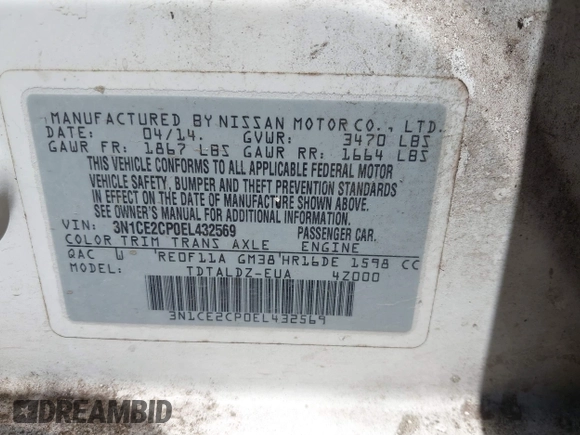 MANUFACTURED BY NISSAN MOTOR CO., LTD.
DATE: 04/14. GVWR: 3470 LBS
GAWR FR: 1867 LBS GAWR RR: 1664 LBS
THIS VEHICLE CONFORMS TO ALL APPLICABLE FEDERAL MOTOR
VEHICLE SAFETY, BUMPER AND THEFT PREVENTION STANDARDS
IN EFFECT ON THE DATE OF MANUFACTURE SHOWN ABOVE.
SEE OWNER'S MANUAL FOR ADDITIONAL INFORMATION.
VIN: 3N1CE2CP0EL432569 PASSENGER CAR.
COLOR TRIM TRANS AXLE ENGINE
QAC W RE0F11A GM38 HR16DE 1598 CC
MODEL: TDTALDZ-EUA 4Z000
3N1CE2CP0EL432569
DREAMBID